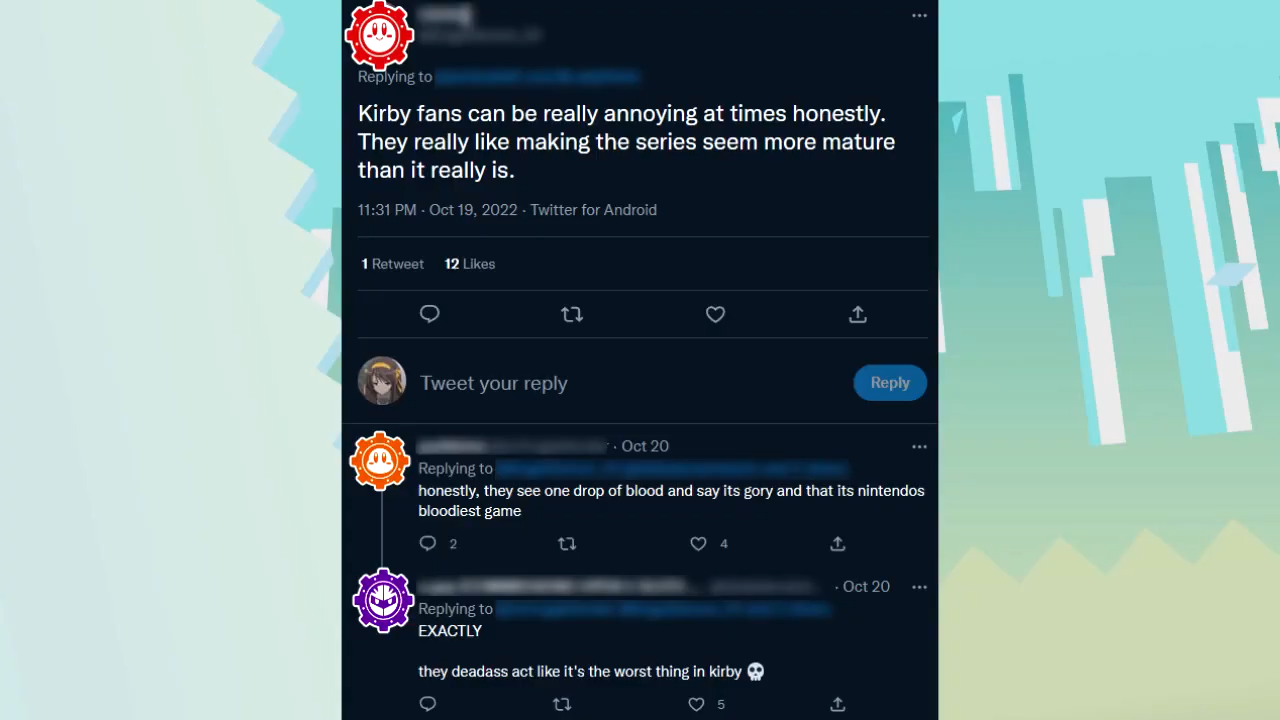 Replying to
Kirby fans can be really annoying at times honestly.
They really like making the series seem more mature
than it really is.
11:31 PM · Oct 19, 2022 · Twitter for Android
1 Retweet 12 Likes
Tweet your reply
Reply
· Oct 20
Replying to
honestly, they see one drop of blood and say its gory and that its nintendos
bloodiest game
2 4
· Oct 20
Replying to
EXACTLY
they deadass act like it's the worst thing in kirby 💀
5